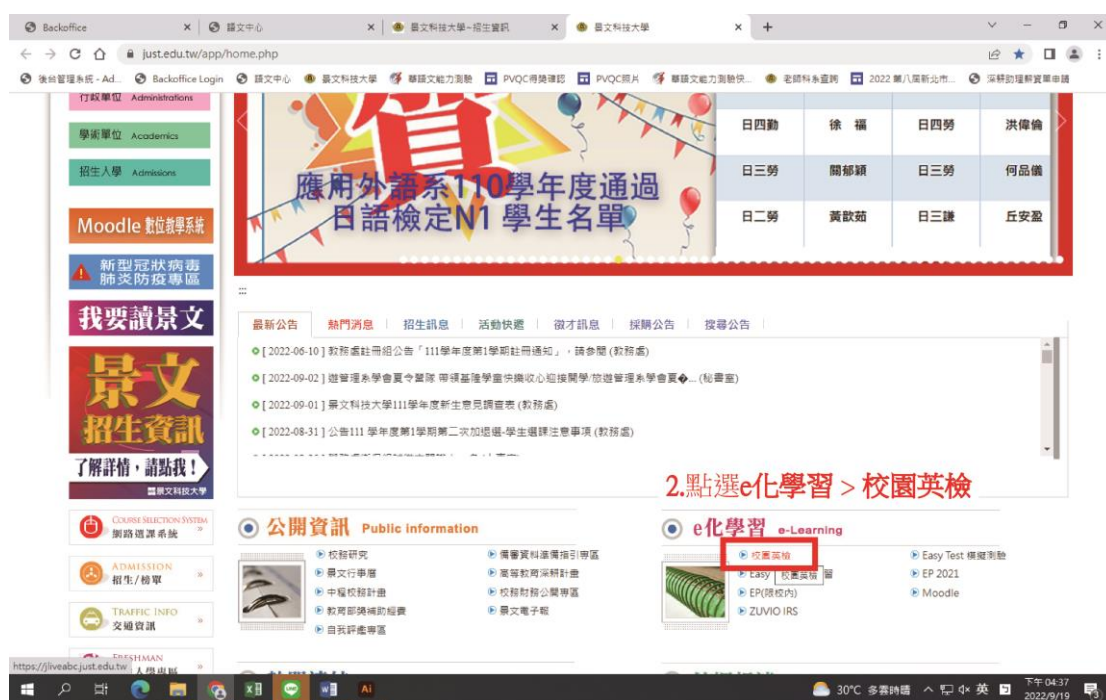 Backoffice
語文中心
景文科技大學-招生資訊
景文科技大學
just.edu.tw/app/home.php
後台管理系統 - Ad...
Backoffice Login
語文中心
景文科技大學
華語文能力測驗
PVQC得獎確認
PVQC照片
華語文能力測驗快...
老師科系查詢
2022 第八屆新北市...
深耕助理薪資單申請
行政單位 Administrations
學術單位 Academics
招生入學 Admissions
Moodle 數位教學系統
新型冠狀病毒
肺炎防疫專區
我要讀景文
景文
招生資訊
了解詳情,請點我!
景文科技大學
賀
應用外語系110學年度通過
日語檢定N1 學生名單
日四勤 徐 福 日四勞 洪偉倫
日三勞 關郁穎 日三勞 何品儀
日二勞 黃歆茹 日三謙 丘安盈
:::
最新公告 熱門消息 招生訊息 活動快遞 徵才訊息 採購公告 搜尋公告
[ 2022-06-10 ] 教務處註冊組公告「111學年度第1學期註冊通知」,請參閱 (教務處)
[ 2022-09-02 ] 遊管理系學會夏令營隊 帶領基隆學童快樂收心迎接開學/旅遊管理系學會夏�... (秘書室)
[ 2022-09-01 ] 景文科技大學111學年度新生意見調查表 (教務處)
[ 2022-08-31 ] 公告111 學年度第1學期第二次加退選-學生選課注意事項 (教務處)
2.點選e化學習 > 校園英檢
COURSE SELECTION SYSTEM
網路選課系統
ADMISSION
招生/榜單
TRAFFIC INFO
交通資訊
FRESHMAN
公開資訊 Public information
校務研究
景文行事曆
中程校務計畫
教育部獎補助經費
自我評鑑專區
備審資料準備指引專區
高等教育深耕計畫
校務財務公開專區
景文電子報
e化學習 e-Learning
校園英檢
Easy
校園英檢
習
EP(限校內)
ZUVIO IRS
Easy Test 模擬測驗
EP 2021
Moodle
https://jliveabc.just.edu.tw
30°C 多雲時晴
英
下午 04:37
2022/9/19